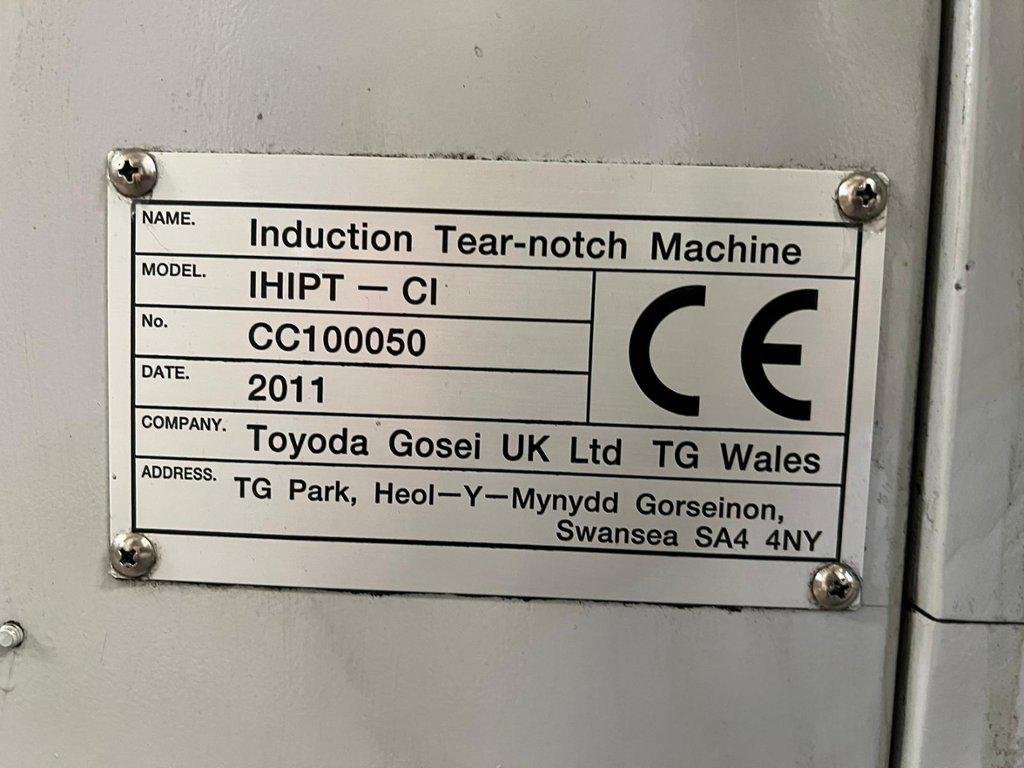 NAME. Induction Tear-notch Machine
MODEL. IHIPT — CI
No. CC100050
DATE. 2011
CE
COMPANY. Toyoda Gosei UK Ltd TG Wales
ADDRESS. TG Park, Heol—Y—Mynydd Gorseinon,
Swansea SA4 4NY